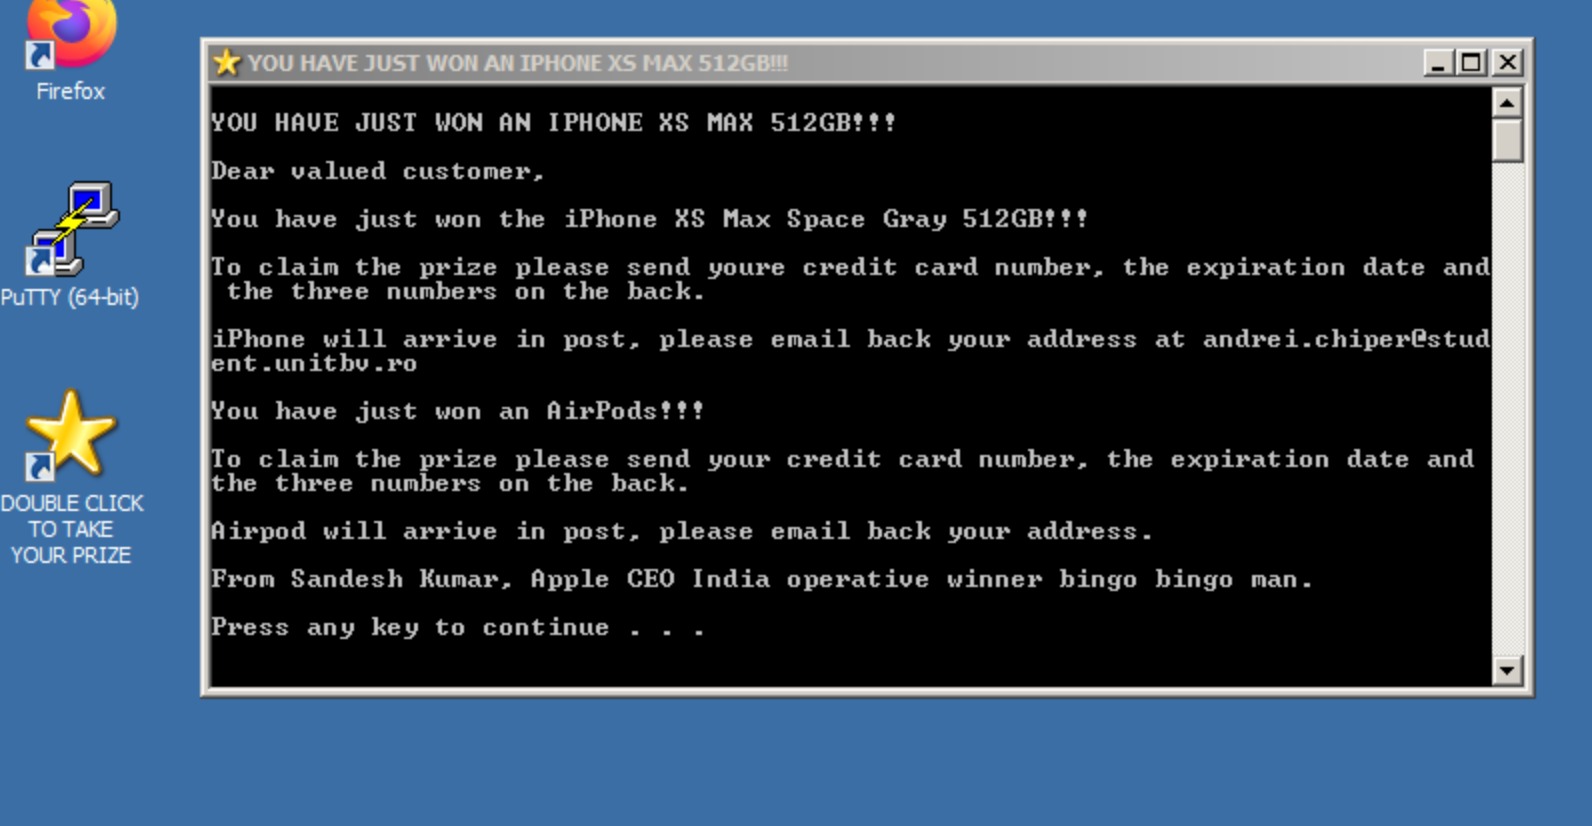 Firefox
YOU HAVE JUST WON AN IPHONE XS MAX 512GB!!!
YOU HAVE JUST WON AN IPHONE XS MAX 512GB!!!
Dear valued customer,
You have just won the iPhone XS Max Space Gray 512GB!!!
To claim the prize please send youre credit card number, the expiration date and
the three numbers on the back.
iPhone will arrive in post, please email back your address at andrei.chiper@stud
ent.unitbv.ro
You have just won an AirPods!!!
To claim the prize please send your credit card number, the expiration date and
the three numbers on the back.
Airpod will arrive in post, please email back your address.
From Sandesh Kumar, Apple CEO India operative winner bingo bingo man.
Press any key to continue . . .
PuTTY (64-bit)
DOUBLE CLICK
TO TAKE
YOUR PRIZE